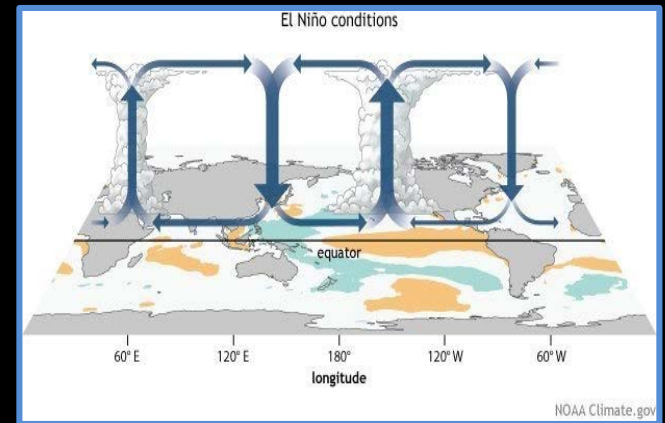 El Niño conditions
equator
60° E 120° E 180° 120° W 60° W
longitude
NOAA Climate.gov